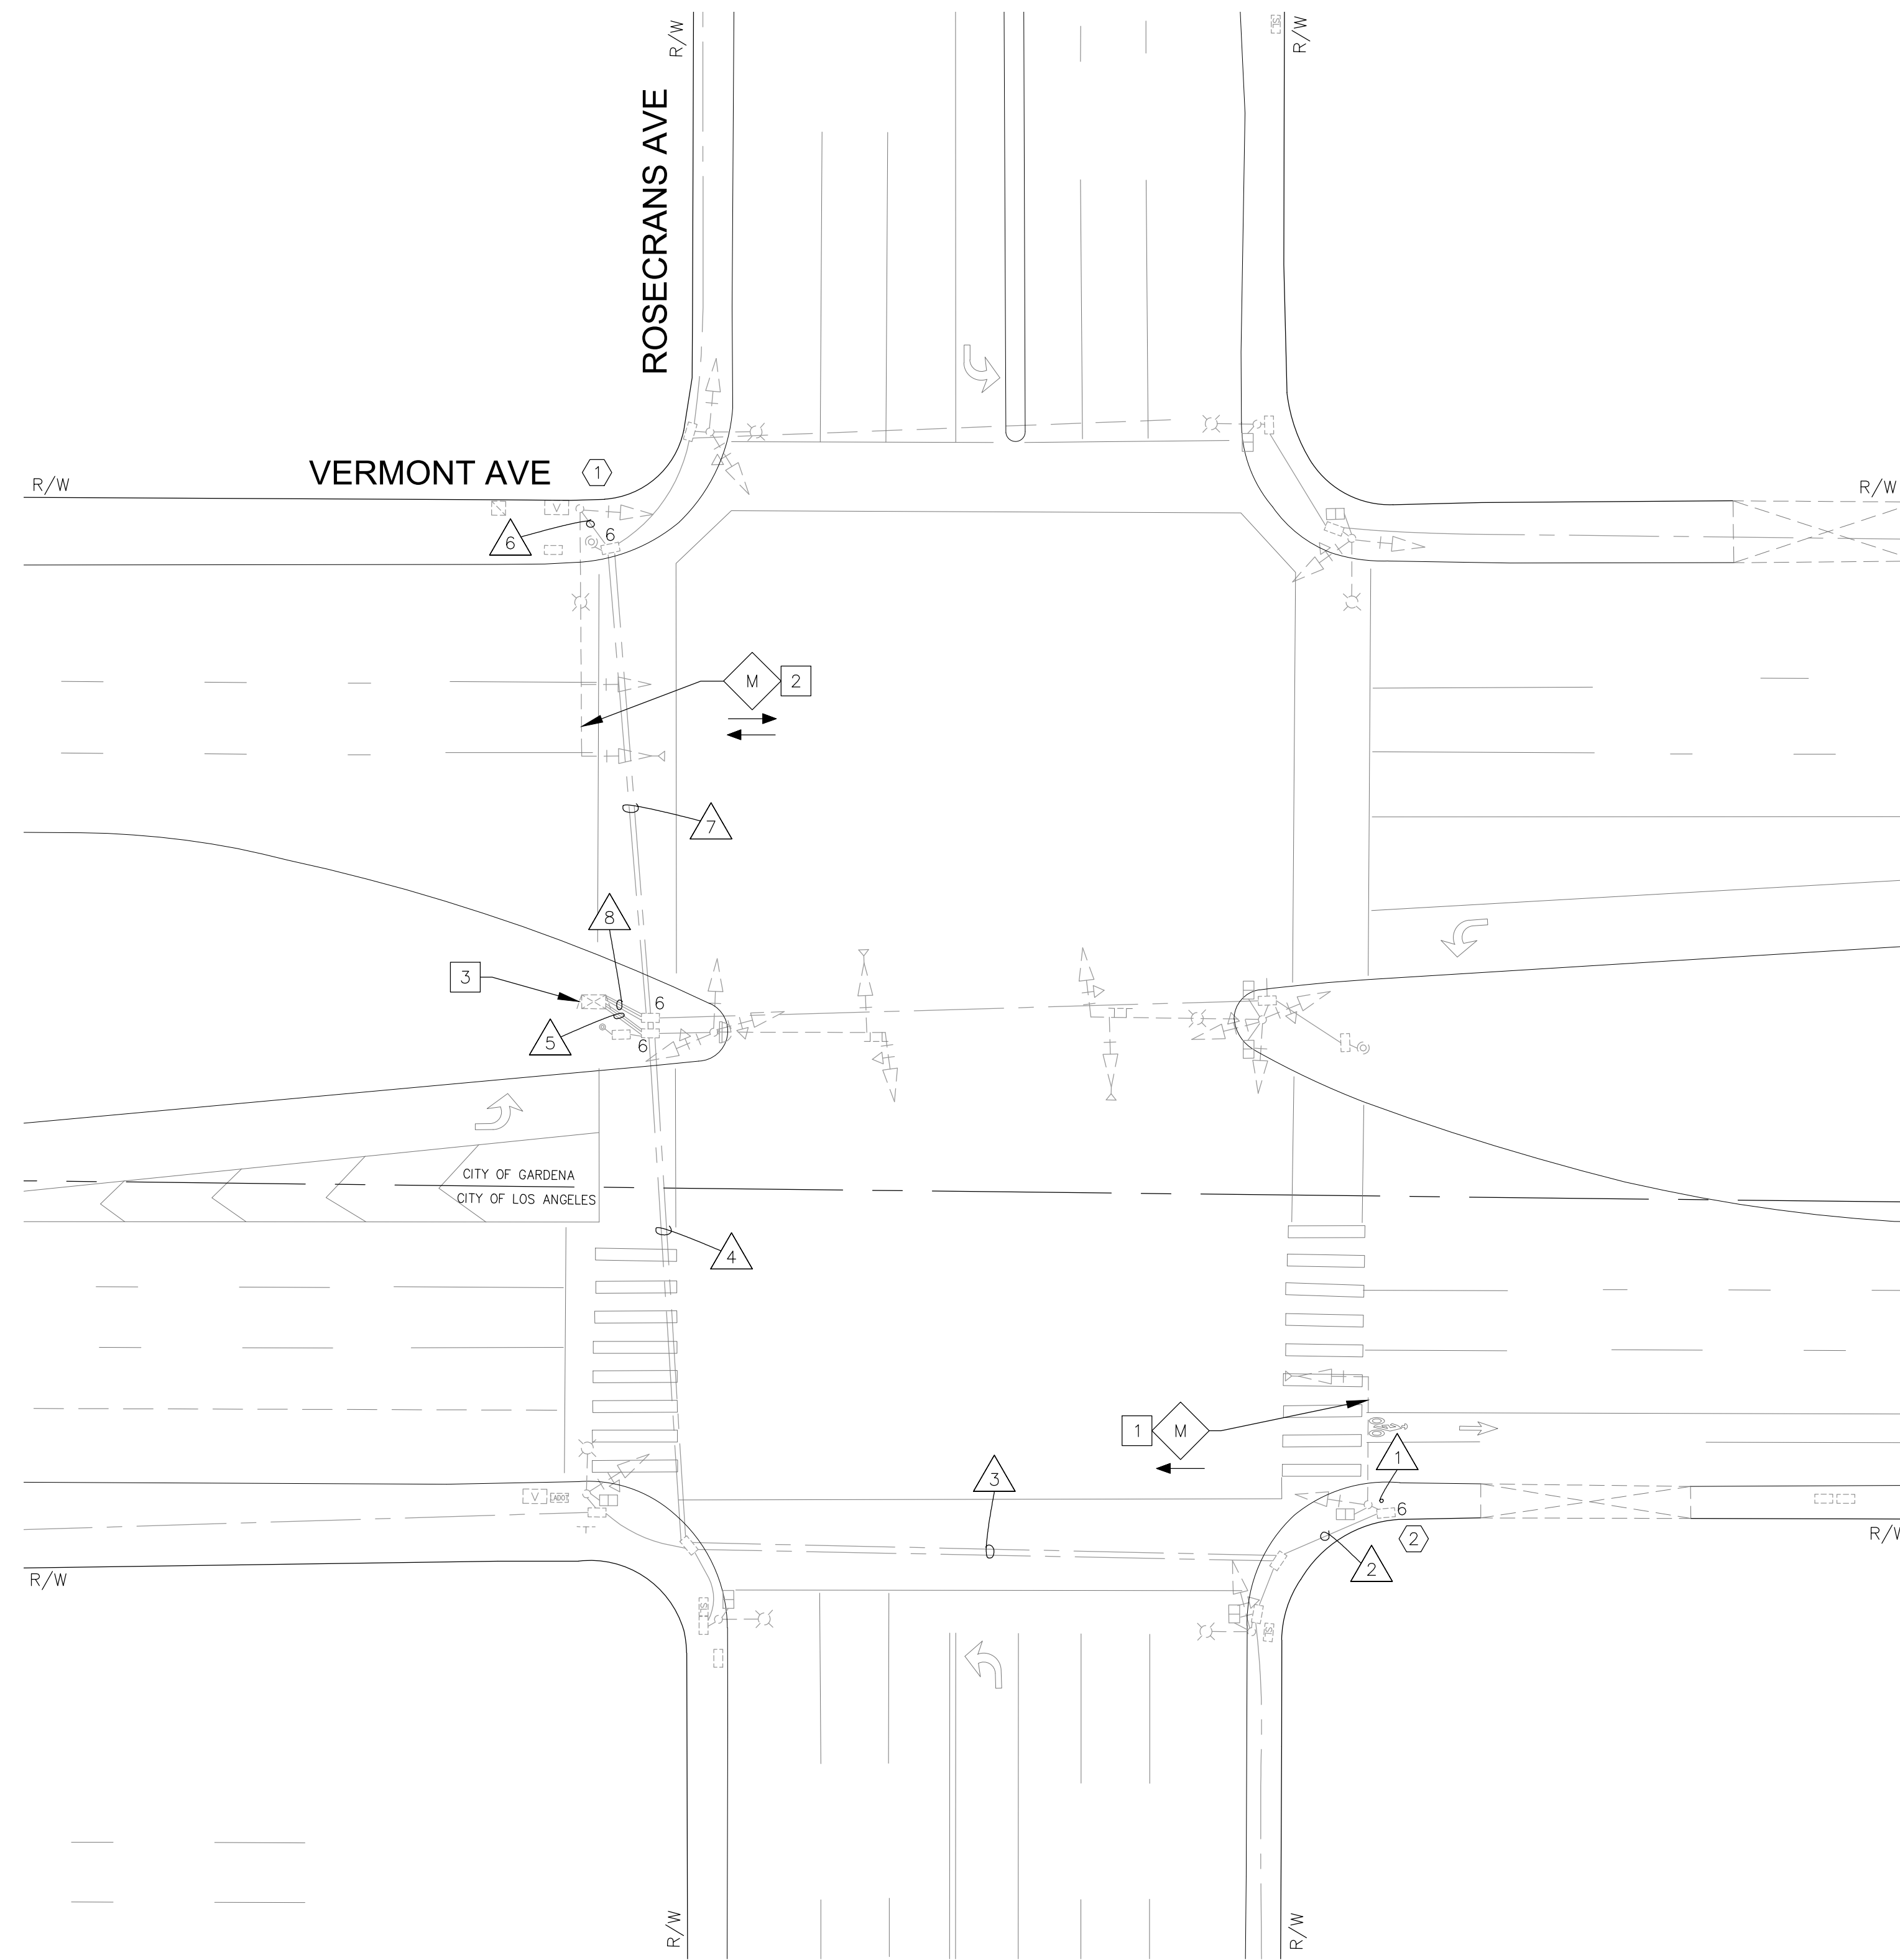 R/W
R/W
ROSECRANS AVE
VERMONT AVE
1
R/W
R/W
V
6
6
M
2
7
8
3
6
5
6
CITY OF GARDENA
CITY OF LOS ANGELES
4
1
M
1
3
V
6
2
2
R/W
R/W
R/W
R/W